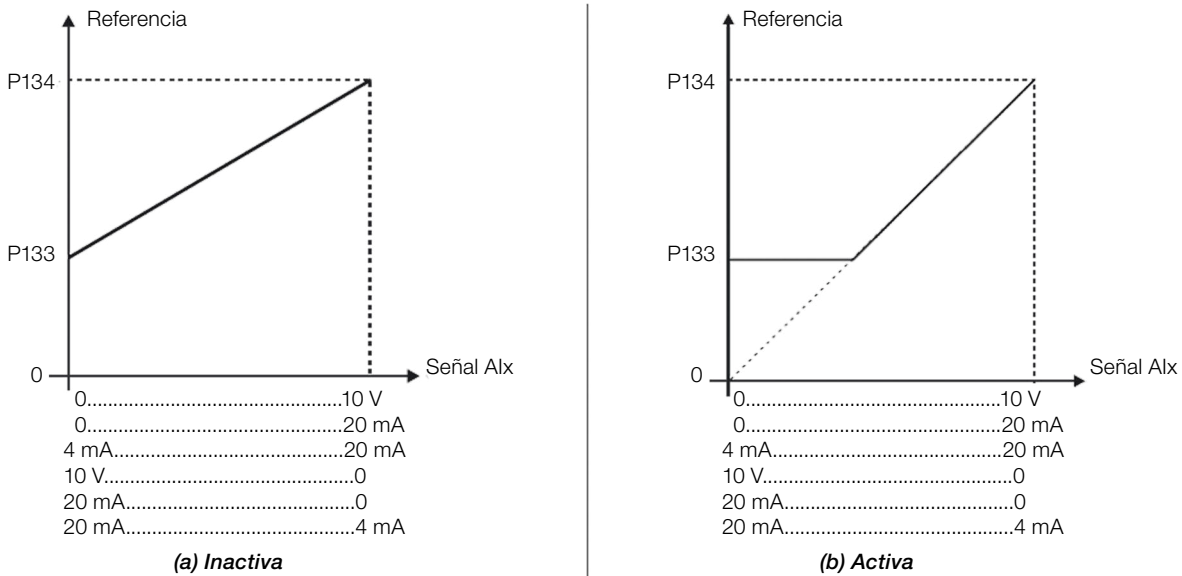 Referencia
P134
P133
0
Señal AIx
0..........................................10 V
0..........................................20 mA
4 mA..............................................20 mA
10 V.........................................0
20 mA.....................................0
20 mA.....................................4 mA
(a) Inactiva
Referencia
P134
P133
0
Señal AIx
0..........................................10 V
0..........................................20 mA
4 mA..............................................20 mA
10 V.........................................0
20 mA.....................................0
20 mA.....................................4 mA
(b) Activa